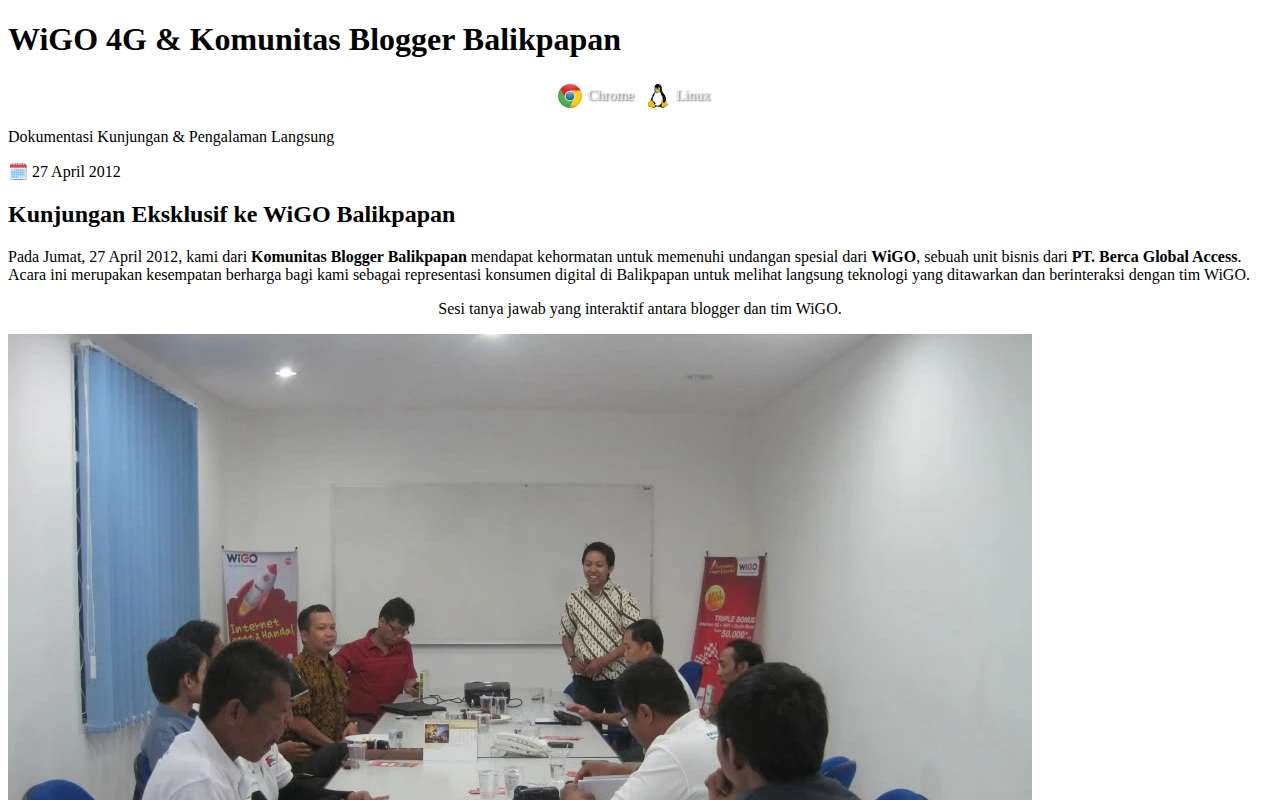 WiGO 4G & Komunitas Blogger Balikpapan
Chrome Linux
Dokumentasi Kunjungan & Pengalaman Langsung
🗓️ 27 April 2012
Kunjungan Eksklusif ke WiGO Balikpapan
Pada Jumat, 27 April 2012, kami dari Komunitas Blogger Balikpapan mendapat kehormatan untuk memenuhi undangan spesial dari WiGO, sebuah unit bisnis dari PT. Berca Global Access.
Acara ini merupakan kesempatan berharga bagi kami sebagai representasi konsumen digital di Balikpapan untuk melihat langsung teknologi yang ditawarkan dan berinteraksi dengan tim WiGO.
Sesi tanya jawab yang interaktif antara blogger dan tim WiGO.
WiGO
Internet
WiGO
TRIPLE BONUS
50.000